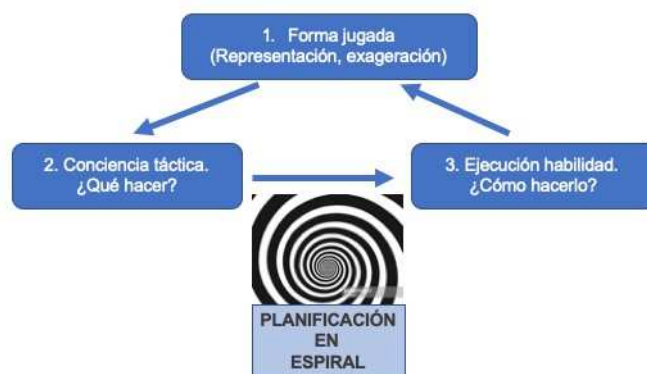 1. Forma jugada
(Representación, exageración)
2. Conciencia táctica.
¿Qué hacer?
3. Ejecución habilidad.
¿Cómo hacerlo?
PLANIFICACIÓN
EN
ESPIRAL